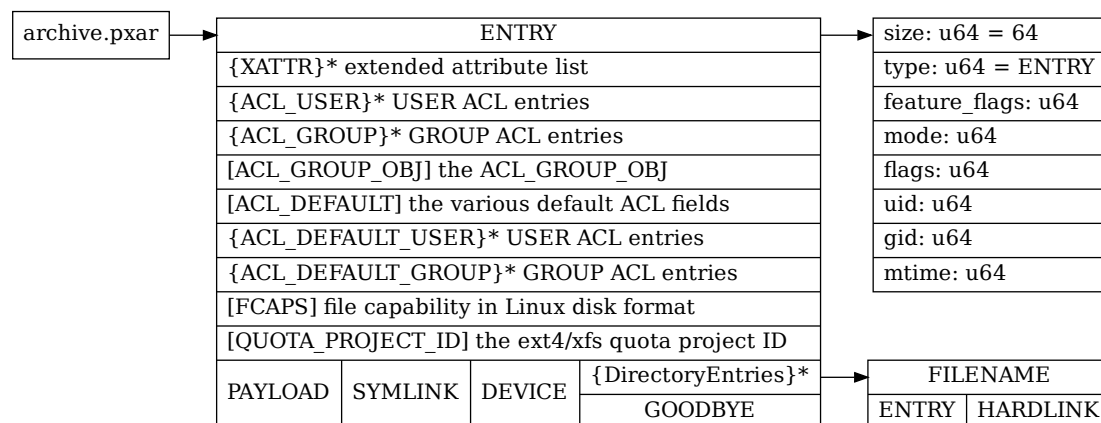 archive.pxar
ENTRY
{XATTR}* extended attribute list
{ACL_USER}* USER ACL entries
{ACL_GROUP}* GROUP ACL entries
[ACL_GROUP_OBJ] the ACL_GROUP_OBJ
[ACL_DEFAULT] the various default ACL fields
{ACL_DEFAULT_USER}* USER ACL entries
{ACL_DEFAULT_GROUP}* GROUP ACL entries
[FCAPS] file capability in Linux disk format
[QUOTA_PROJECT_ID] the ext4/xfs quota project ID
PAYLOAD
SYMLINK
DEVICE
{DirectoryEntries}*
GOODBYE
size: u64 = 64
type: u64 = ENTRY
feature_flags: u64
mode: u64
flags: u64
uid: u64
gid: u64
mtime: u64
FILENAME
ENTRY
HARDLINK